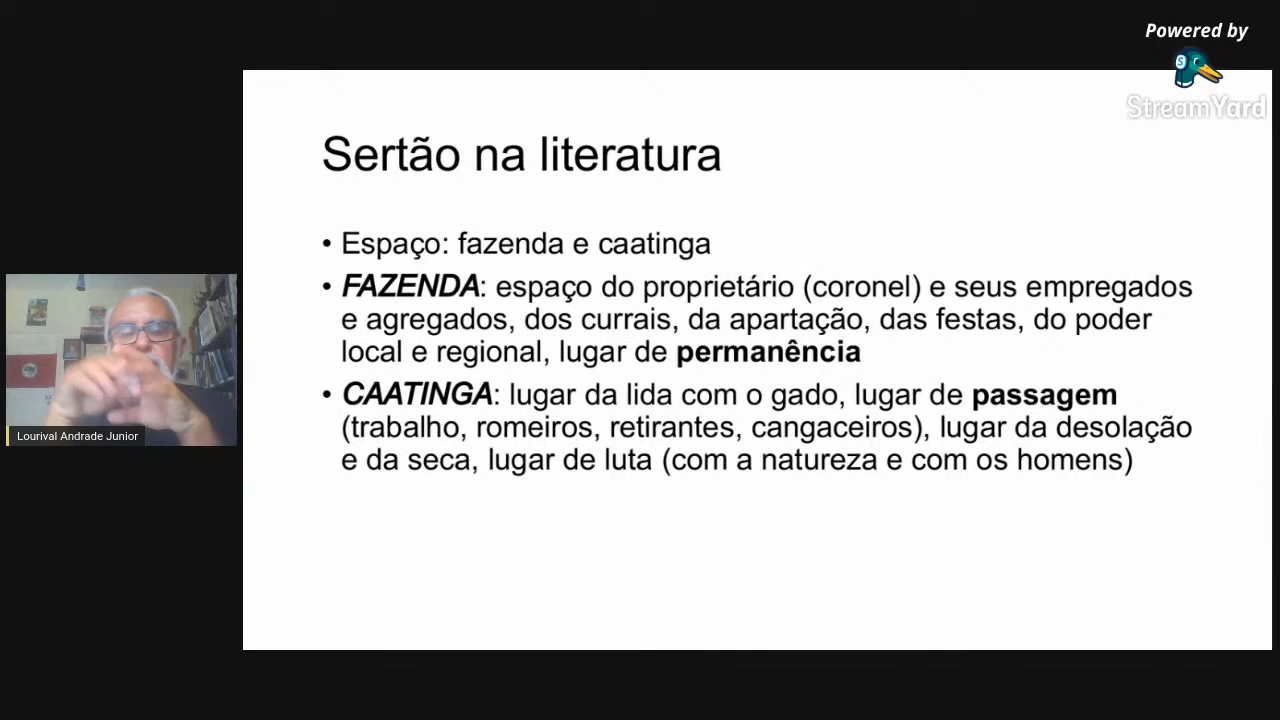 Powered by
StreamYard
Sertão na literatura
• Espaço: fazenda e caatinga
• FAZENDA: espaço do proprietário (coronel) e seus empregados
e agregados, dos currais, da apartação, das festas, do poder
local e regional, lugar de permanência
• CAATINGA: lugar da lida com o gado, lugar de passagem
(trabalho, romeiros, retirantes, cangaceiros), lugar da desolação
e da seca, lugar de luta (com a natureza e com os homens)
Lourival Andrade Junior